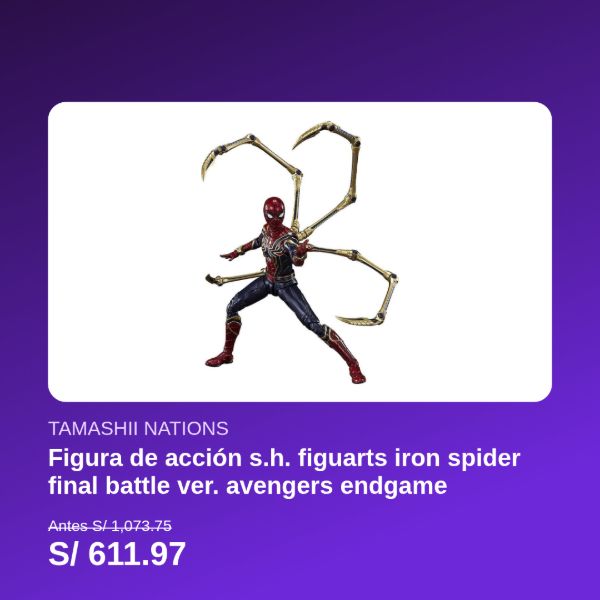 TAMASHII NATIONS
Figura de acción s.h. figuarts iron spider
final battle ver. avengers endgame
Antes S/ 1,073.75
S/ 611.97